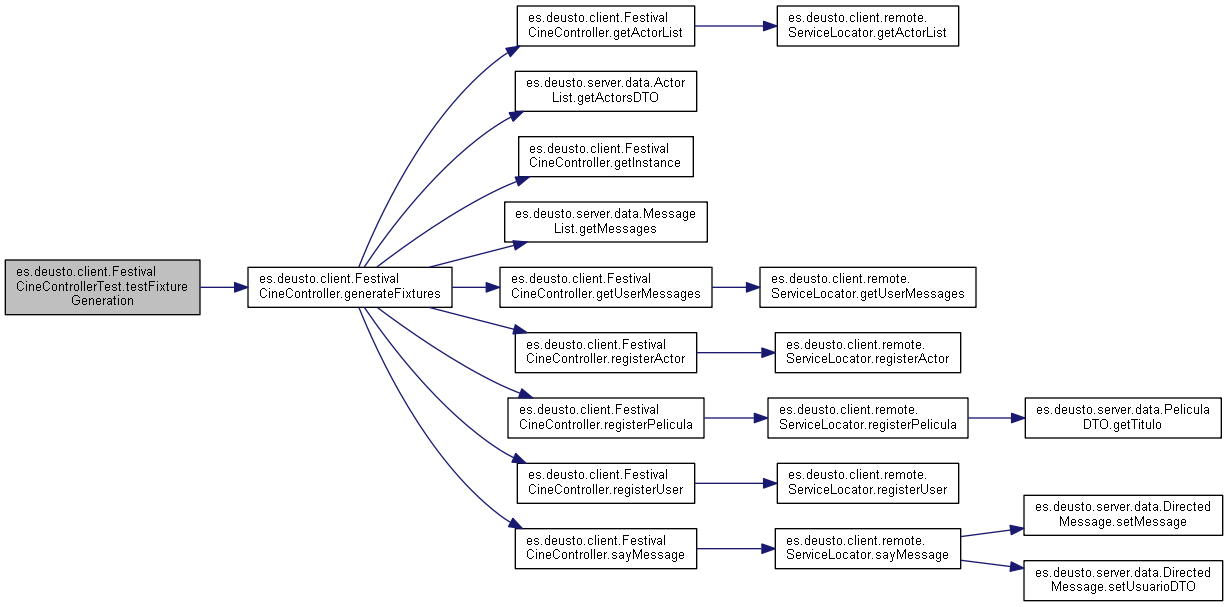 es.deusto.client.Festival
CineControllerTest.testFixture
Generation
es.deusto.client.Festival
CineController.generateFixtures
es.deusto.client.Festival
CineController.getActorList
es.deusto.client.remote.
ServiceLocator.getActorList
es.deusto.server.data.Actor
List.getActorsDTO
es.deusto.client.Festival
CineController.getInstance
es.deusto.server.data.Message
List.getMessages
es.deusto.client.Festival
CineController.getUserMessages
es.deusto.client.remote.
ServiceLocator.getUserMessages
es.deusto.client.Festival
CineController.registerActor
es.deusto.client.remote.
ServiceLocator.registerActor
es.deusto.client.Festival
CineController.registerPelicula
es.deusto.client.remote.
ServiceLocator.registerPelicula
es.deusto.server.data.Pelicula
DTO.getTitulo
es.deusto.client.Festival
CineController.registerUser
es.deusto.client.remote.
ServiceLocator.registerUser
es.deusto.client.Festival
CineController.sayMessage
es.deusto.client.remote.
ServiceLocator.sayMessage
es.deusto.server.data.Directed
Message.setMessage
es.deusto.server.data.Directed
Message.setUsuarioDTO